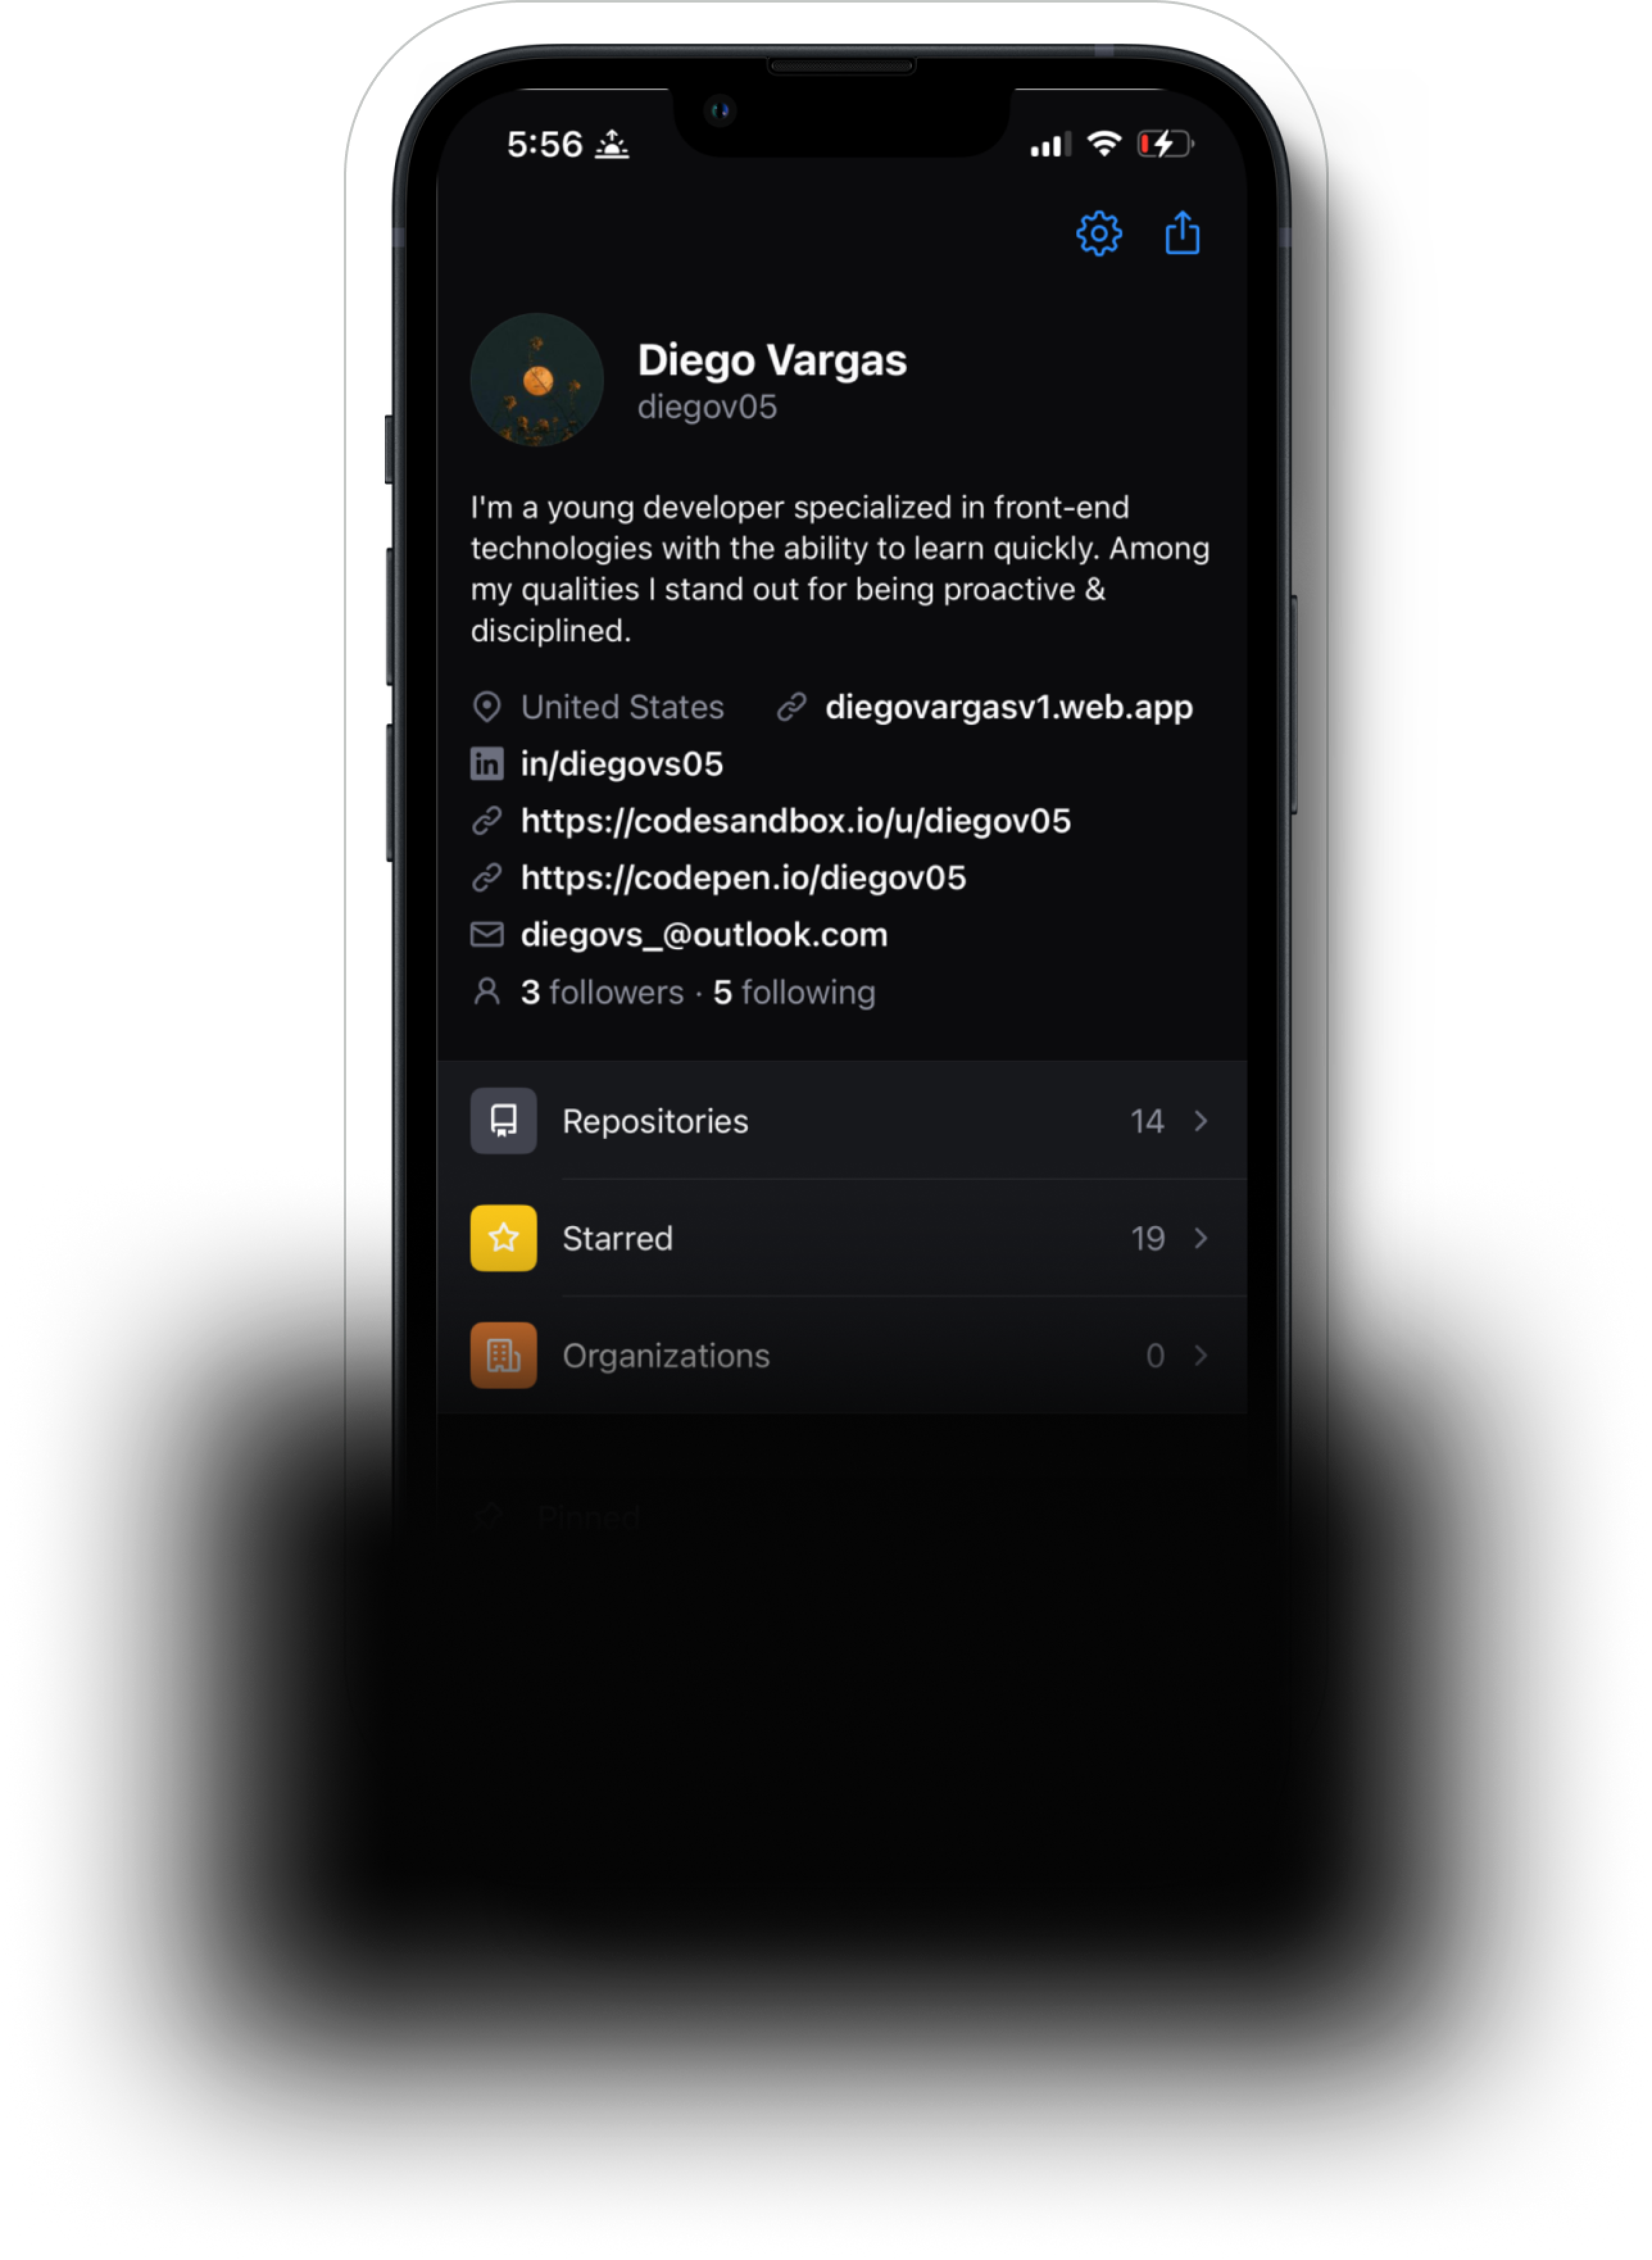 5:56
Diego Vargas
diegov05
I'm a young developer specialized in front-end
technologies with the ability to learn quickly. Among
my qualities I stand out for being proactive &
disciplined.
United States diegovargasv1.web.app
in in/diegovs05
https://codesandbox.io/u/diegov05
https://codepen.io/diegov05
diegovs_@outlook.com
3 followers · 5 following
Repositories 14
Starred 19
Organizations 0
Pinned